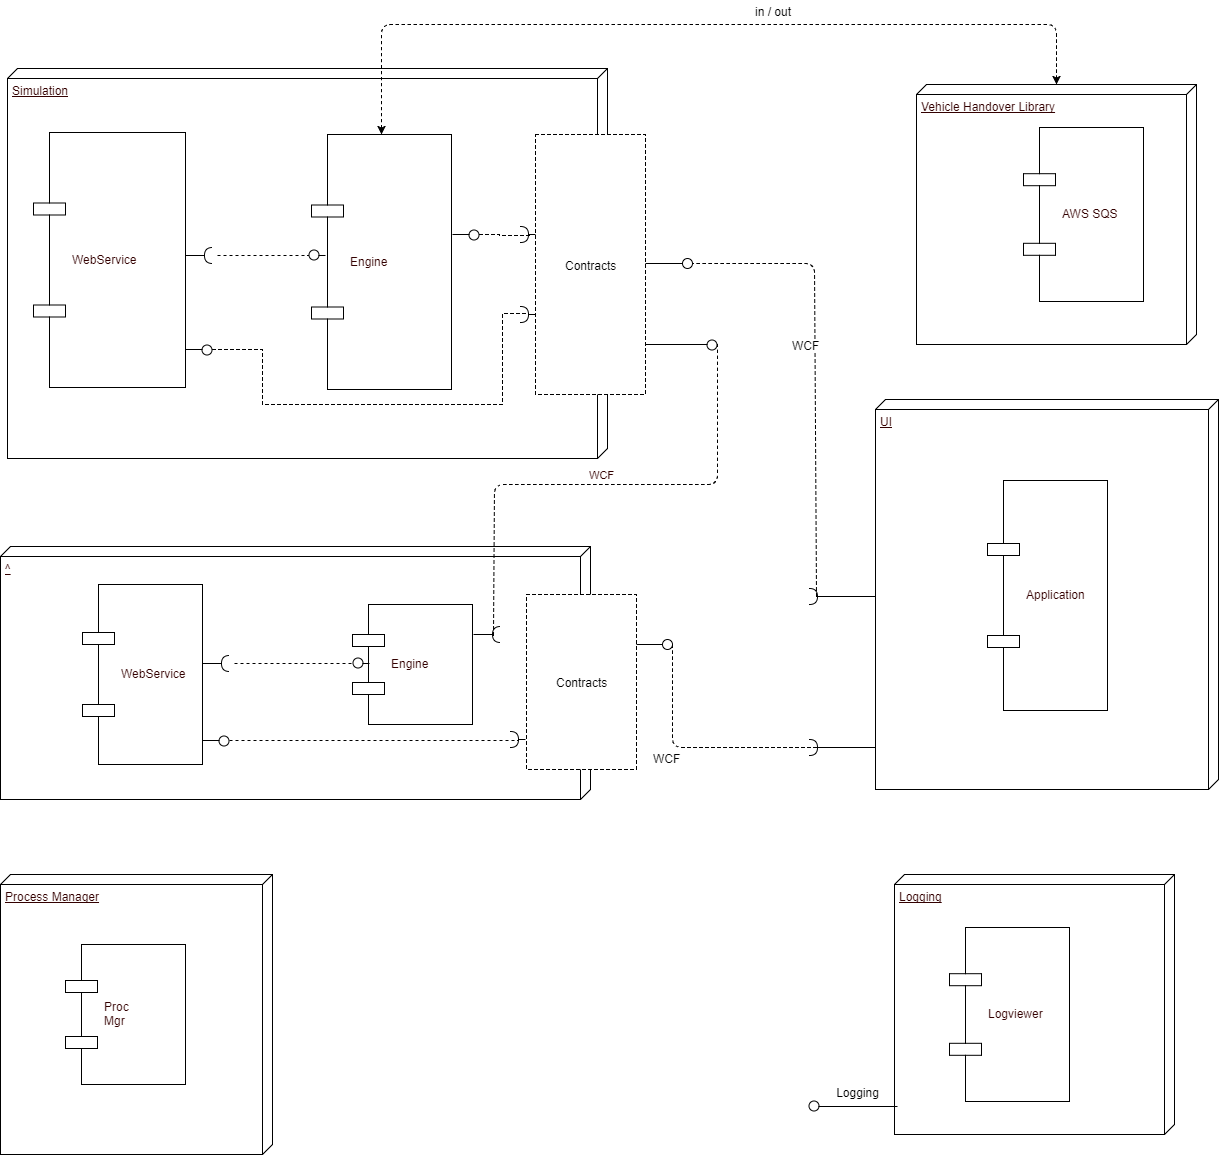 in / out
Simulation
Vehicle Handover Library
WebService
Engine
Contracts
AWS SQS
WCF
UI
WCF
^
WebService
Engine
Contracts
Application
WCF
Process Manager
Proc
Mgr
Logging
Logviewer
Logging